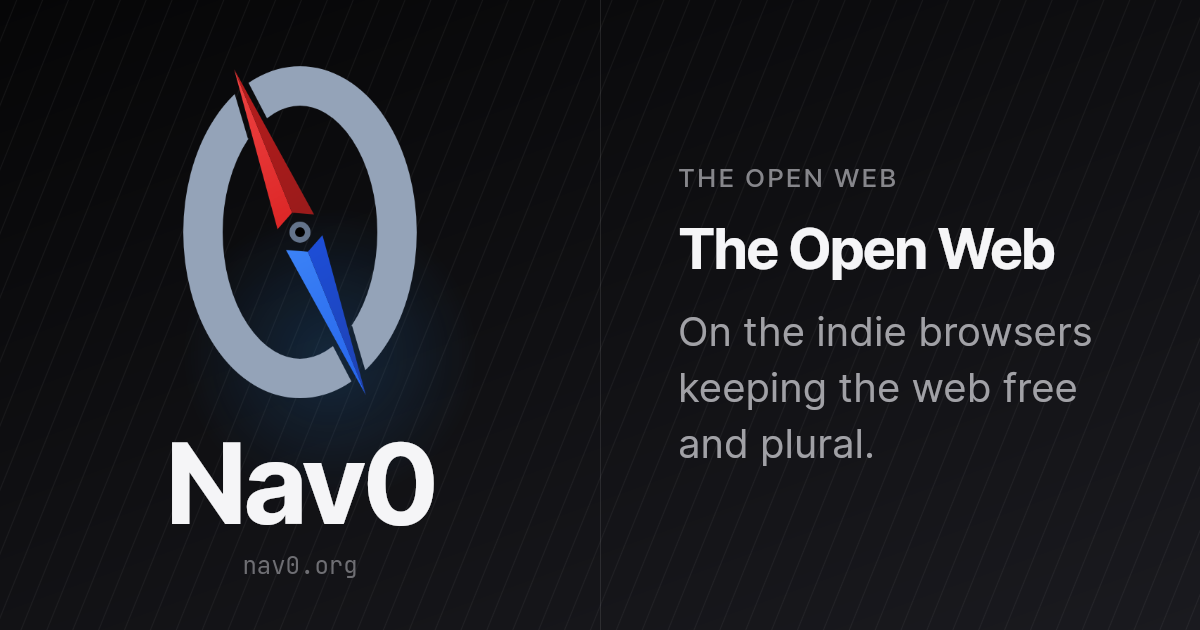 Nav0
nav0.org
THE OPEN WEB
The Open Web
On the indie browsers
keeping the web free
and plural.